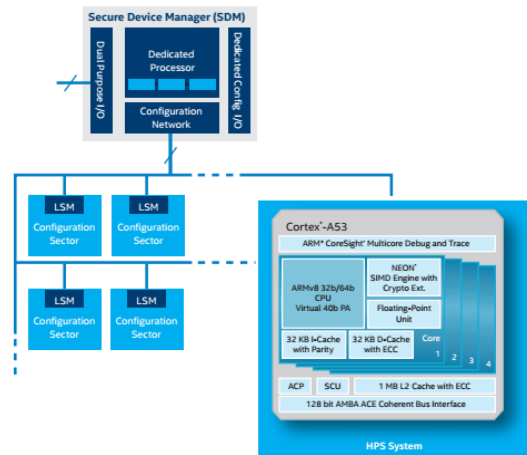 Secure Device Manager (SDM)
Dual Purpose I/O
Dedicated
Processor
Configuration
Network
Dedicated Config I/O
LSM
Configuration
Sector
LSM
Configuration
Sector
LSM
Configuration
Sector
LSM
Configuration
Sector
Cortex*-A53
ARM* CoreSight* Multicore Debug and Trace
ARMv8 32b/64b
CPU
Virtual 40b PA
NEON*
SIMD Engine with
Crypto Ext.
Floating-Point
Unit
32 KB I-Cache
with Parity
32 KB D-Cache
with ECC
Core
1
2
3
4
ACP
SCU
1 MB L2 Cache with ECC
128 bit AMBA ACE Coherent Bus Interface
HPS System